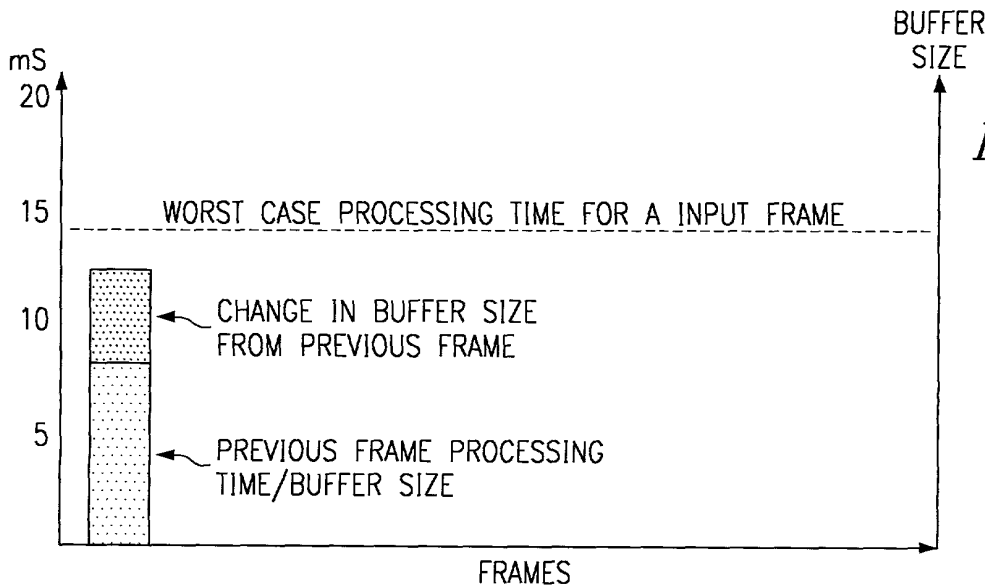 BUFFER
SIZE
mS
20
15
WORST CASE PROCESSING TIME FOR A INPUT FRAME
10
CHANGE IN BUFFER SIZE
FROM PREVIOUS FRAME
5
PREVIOUS FRAME PROCESSING
TIME/BUFFER SIZE
FRAMES